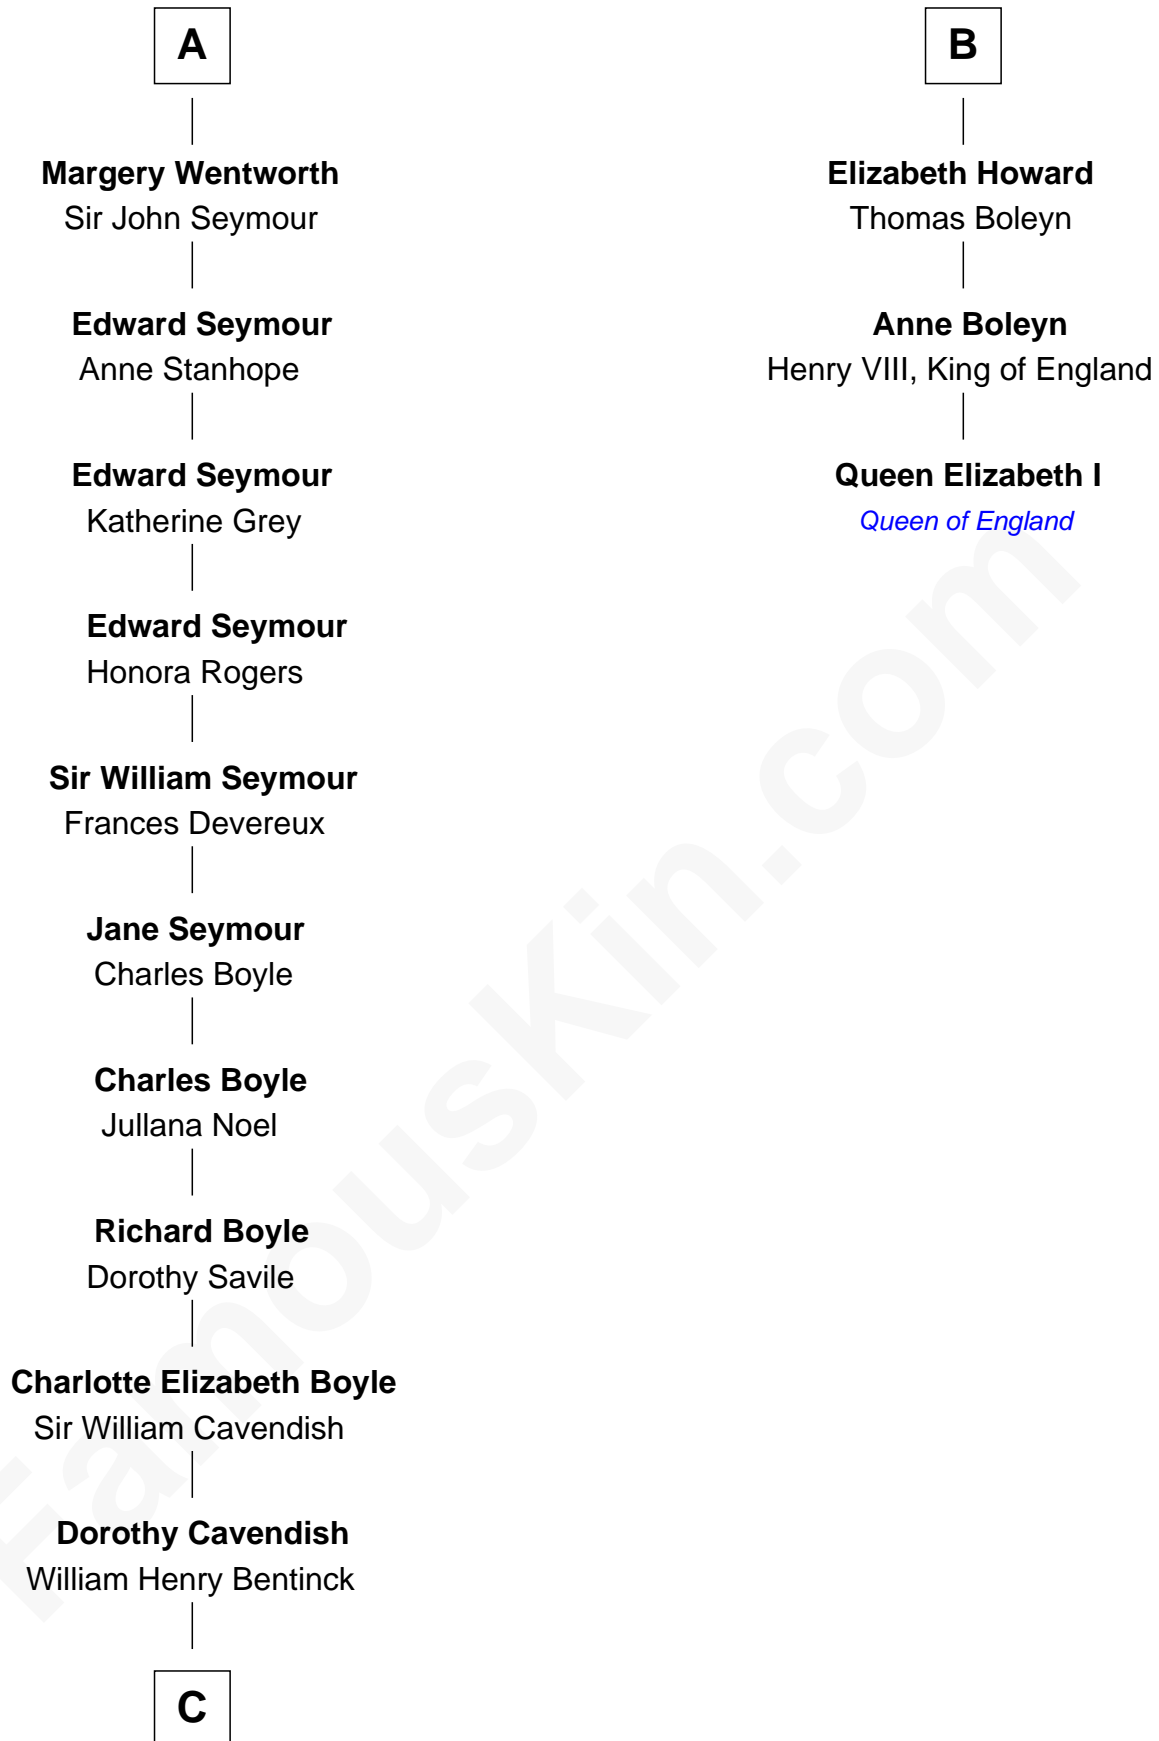 A
Margery Wentworth
Sir John Seymour
Edward Seymour
Anne Stanhope
Edward Seymour
Katherine Grey
Edward Seymour
Honora Rogers
Sir William Seymour
Frances Devereux
Jane Seymour
Charles Boyle
Charles Boyle
Jullana Noel
Richard Boyle
Dorothy Savile
Charlotte Elizabeth Boyle
Sir William Cavendish
Dorothy Cavendish
William Henry Bentinck
C
B
Elizabeth Howard
Thomas Boleyn
Anne Boleyn
Henry VIII, King of England
Queen Elizabeth I
Queen of England
FamousKin.com